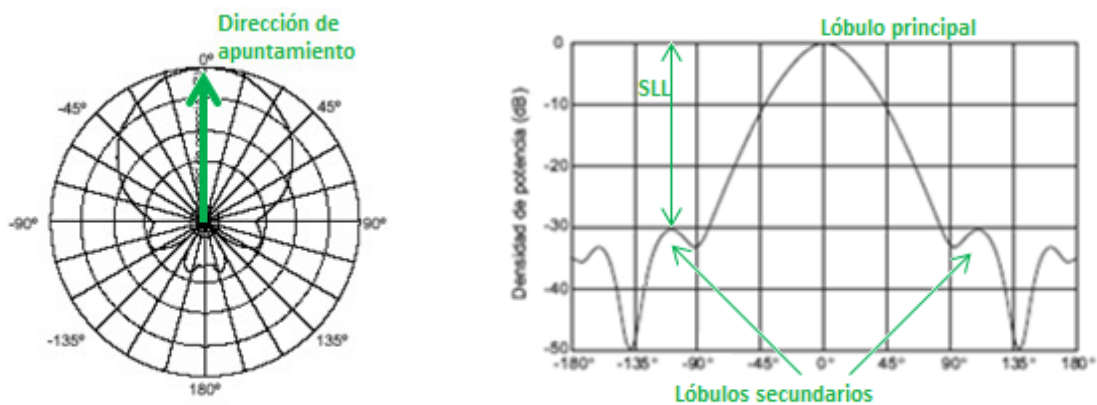 Dirección de
apuntamiento
0º
-45º
45º
-90º
90º
-135º
135º
180º
Lóbulo principal
0
SLL
-10
-20
-30
-40
-50
Densidad de potencia (dB)
-180° -135° -90° -45° 0° 45° 90° 135° 180°
Lóbulos secundarios